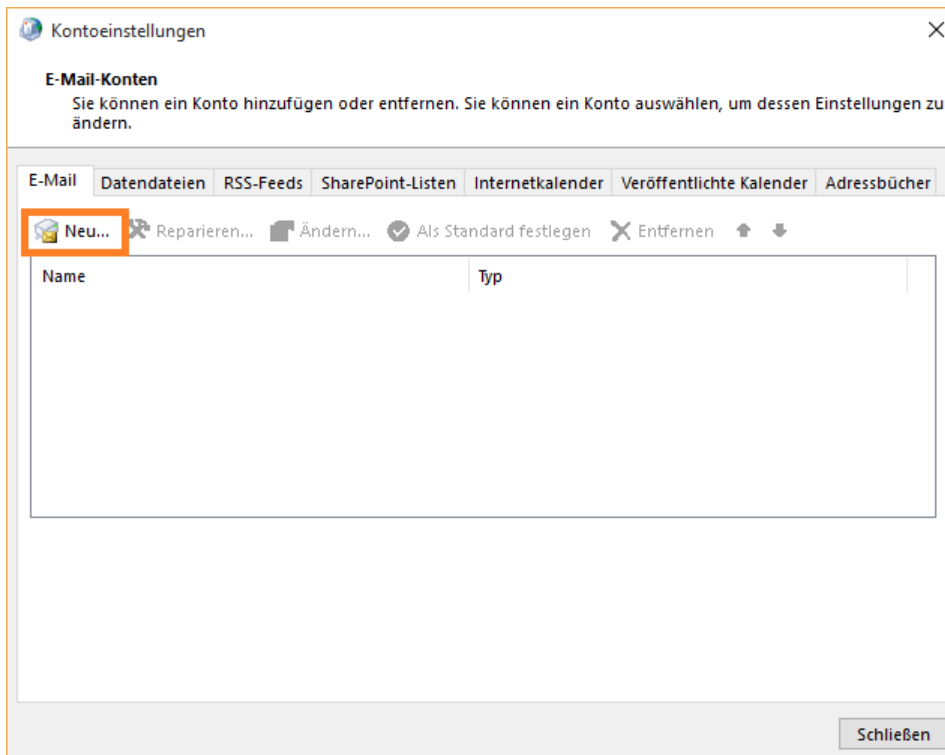 Kontoeinstellungen
E-Mail-Konten
Sie können ein Konto hinzufügen oder entfernen. Sie können ein Konto auswählen, um dessen Einstellungen zu
ändern.
E-Mail Datendateien RSS-Feeds SharePoint-Listen Internetkalender Veröffentlichte Kalender Adressbücher
Neu... Reparieren... Ändern... Als Standard festlegen Entfernen
Name Typ
Schließen